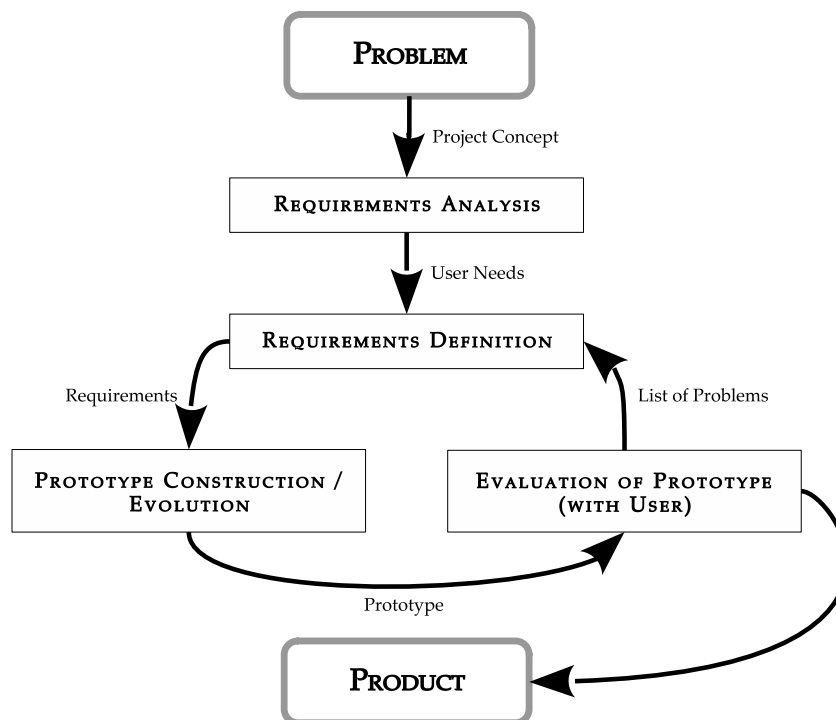 PROBLEM
Project Concept
REQUIREMENTS ANALYSIS
User Needs
REQUIREMENTS DEFINITION
Requirements
List of Problems
PROTOTYPE CONSTRUCTION /
EVOLUTION
EVALUATION OF PROTOTYPE
(WITH USER)
Prototype
PRODUCT